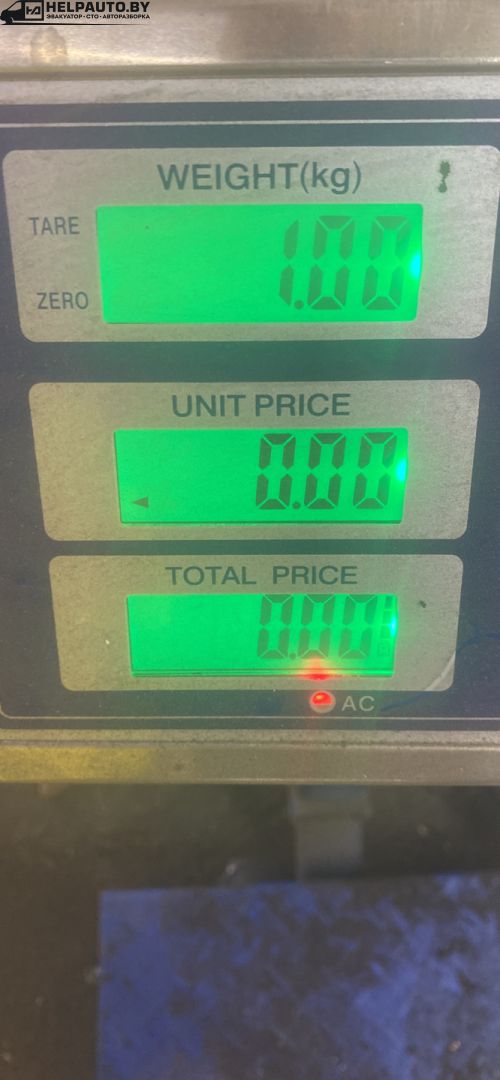 HELPAUTO.BY
ЭВАКУАТОР • СТО • АВТОРАЗБОРКА
WEIGHT(kg)
TARE
1.00
ZERO
UNIT PRICE
0.00
TOTAL PRICE
0.00
AC